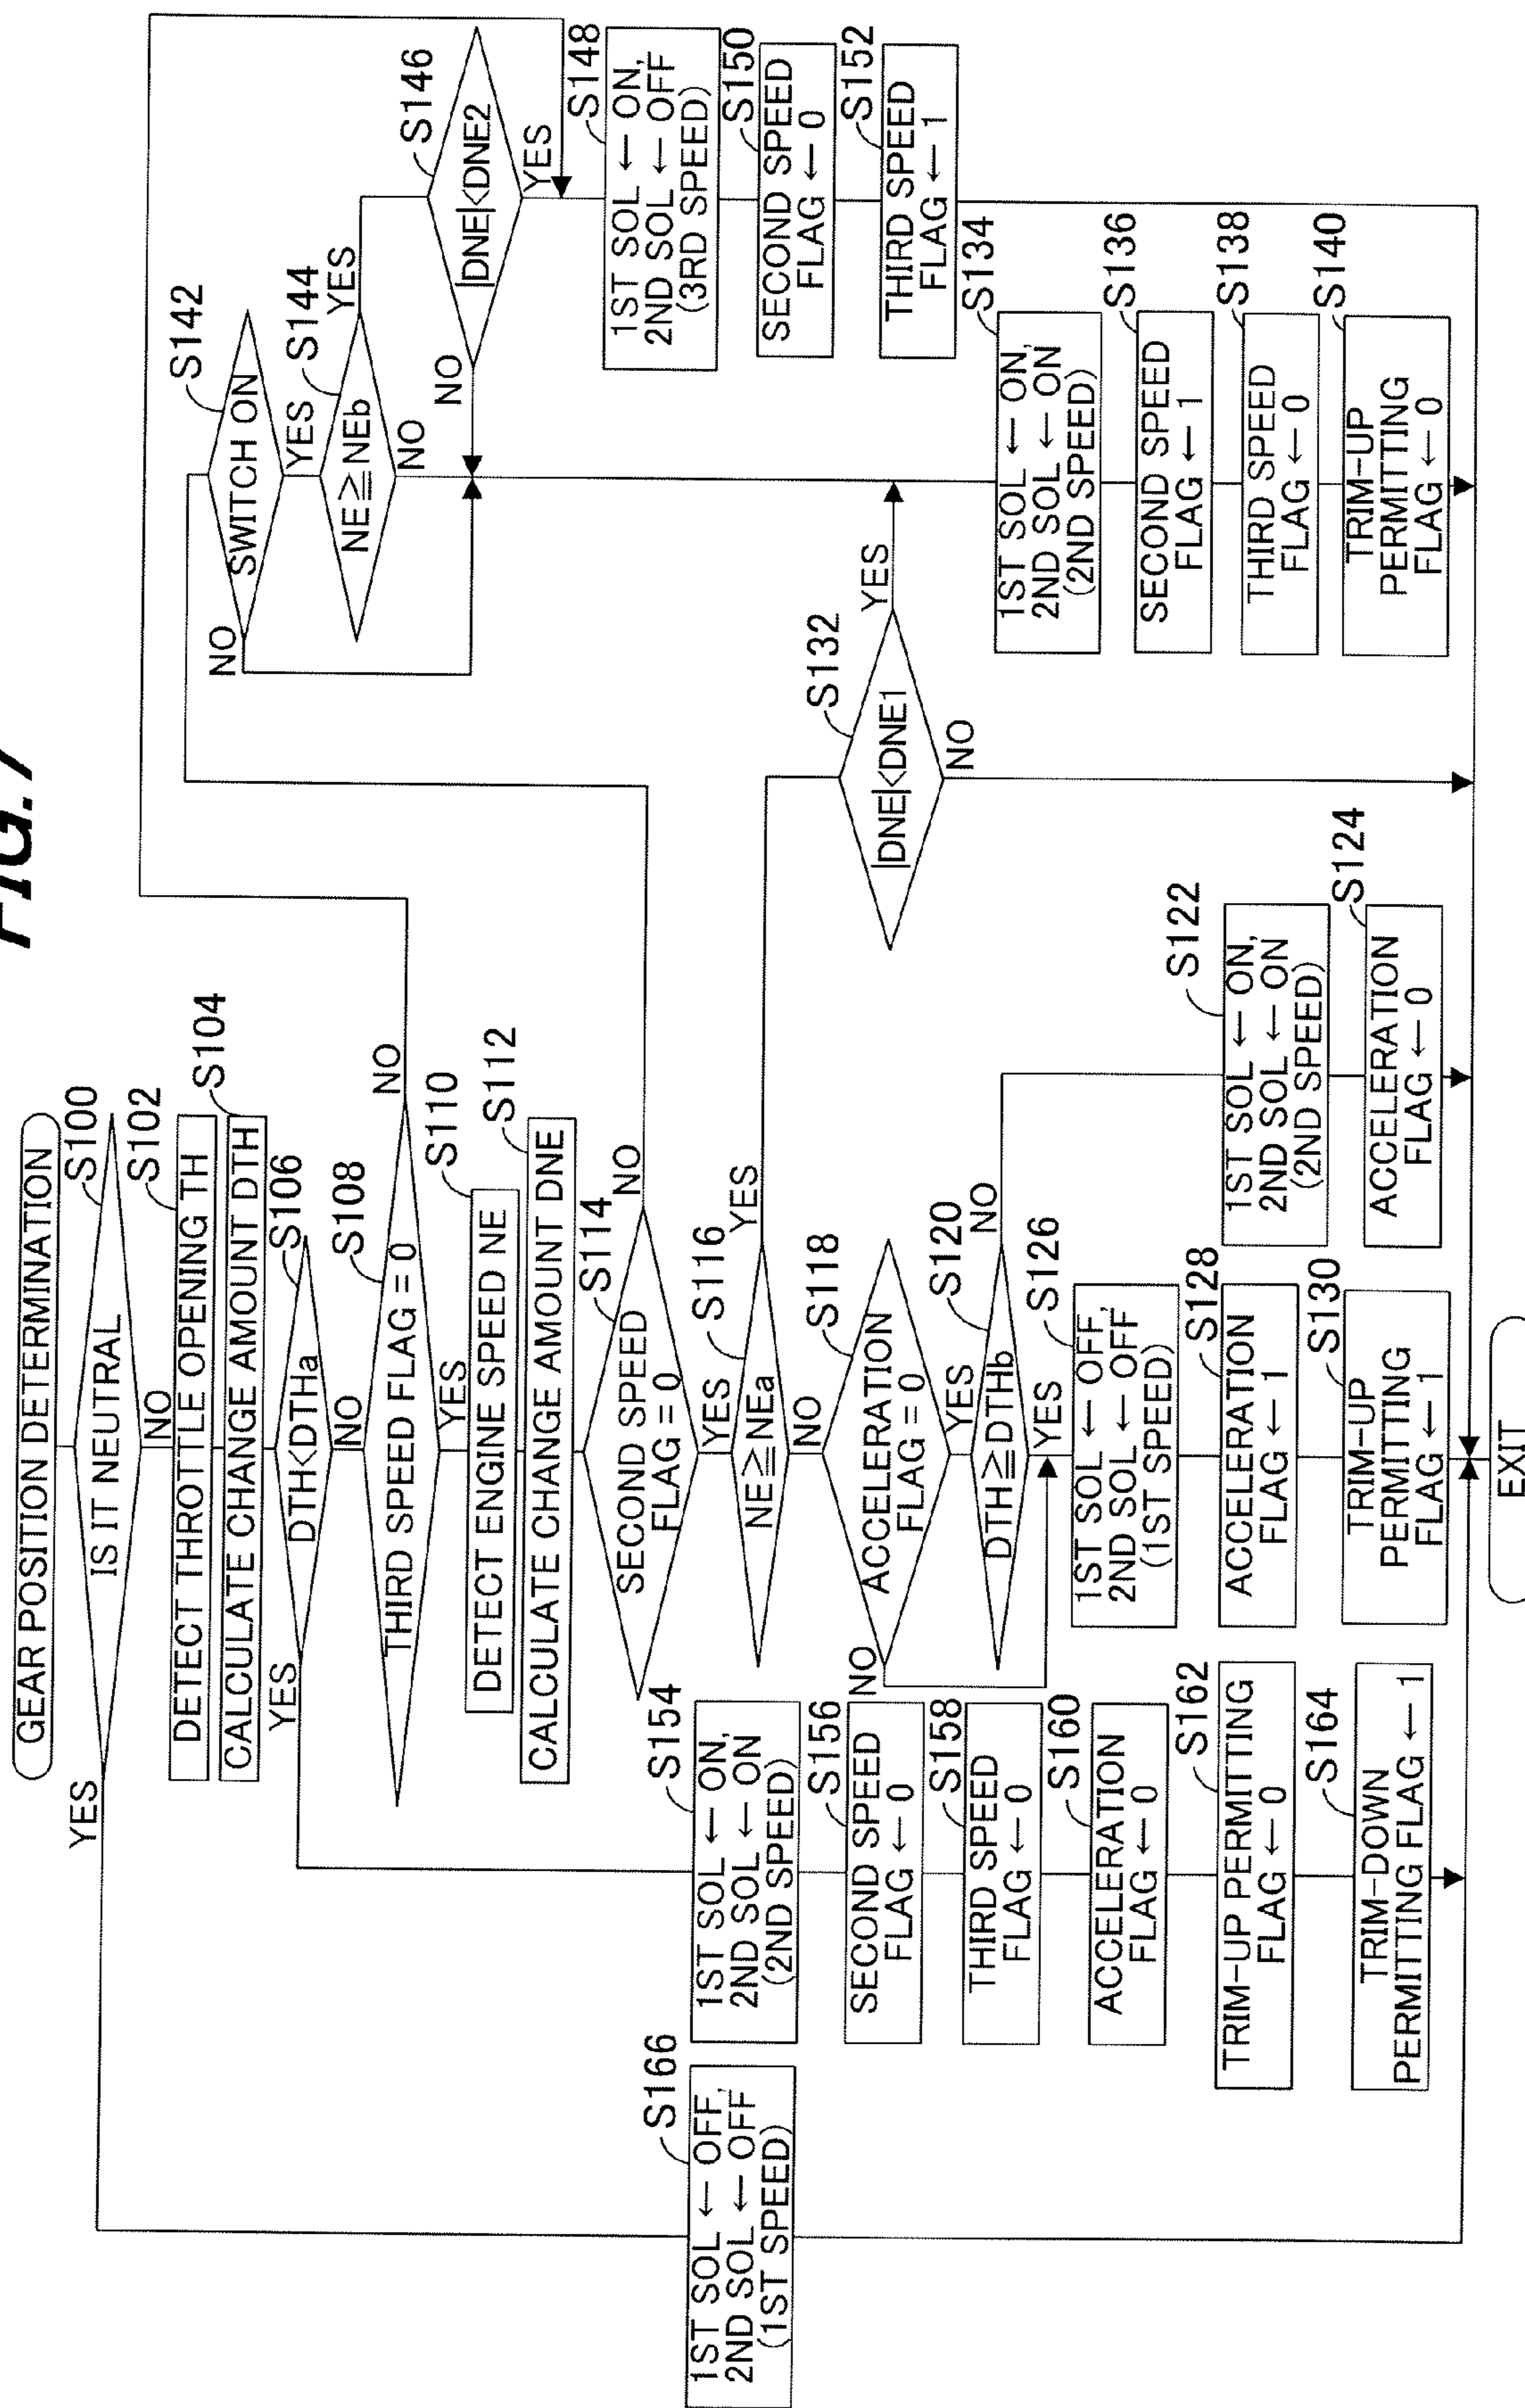 FIG. 7
GEAR POSITION DETERMINATION
S100
IS IT NEUTRAL
YES
NO
S102
DETECT THROTTLE OPENING TH
S104
CALCULATE CHANGE AMOUNT DTH
S106
DTH<DTHa
YES
NO
S108
THIRD SPEED FLAG = 0
NO
YES
S110
DETECT ENGINE SPEED NE
S112
CALCULATE CHANGE AMOUNT DNE
S114
SECOND SPEED
FLAG = 0
NO
YES
S116
NE≧NEa
YES
NO
S118
ACCELERATION
FLAG = 0
NO
YES
S120
DTH≧DTHb
NO
YES
S126
1ST SOL ← OFF,
2ND SOL ← OFF
(1ST SPEED)
S128
ACCELERATION
FLAG ← 1
S130
TRIM-UP
PERMITTING
FLAG ← 1
S122
1ST SOL ← ON,
2ND SOL ← ON
(2ND SPEED)
S124
ACCELERATION
FLAG ← 0
S132
|DNE|<DNE1
YES
NO
S142
SWITCH ON
NO
YES
S144
NE≧NEb
YES
NO
S146
|DNE|<DNE2
NO
YES
S148
1ST SOL ← ON,
2ND SOL ← OFF
(3RD SPEED)
S150
SECOND SPEED
FLAG ← 0
S152
THIRD SPEED
FLAG ← 1
S134
1ST SOL ← ON,
2ND SOL ← ON
(2ND SPEED)
S136
SECOND SPEED
FLAG ← 1
S138
THIRD SPEED
FLAG ← 0
S140
TRIM-UP
PERMITTING
FLAG ← 0
S154
1ST SOL ← ON,
2ND SOL ← ON
(2ND SPEED)
S156
SECOND SPEED
FLAG ← 0
S158
THIRD SPEED
FLAG ← 0
S160
ACCELERATION
FLAG ← 0
S162
TRIM-UP PERMITTING
FLAG ← 0
S164
TRIM-DOWN
PERMITTING FLAG ← 1
S166
1ST SOL ← OFF,
2ND SOL ← OFF
(1ST SPEED)
EXIT